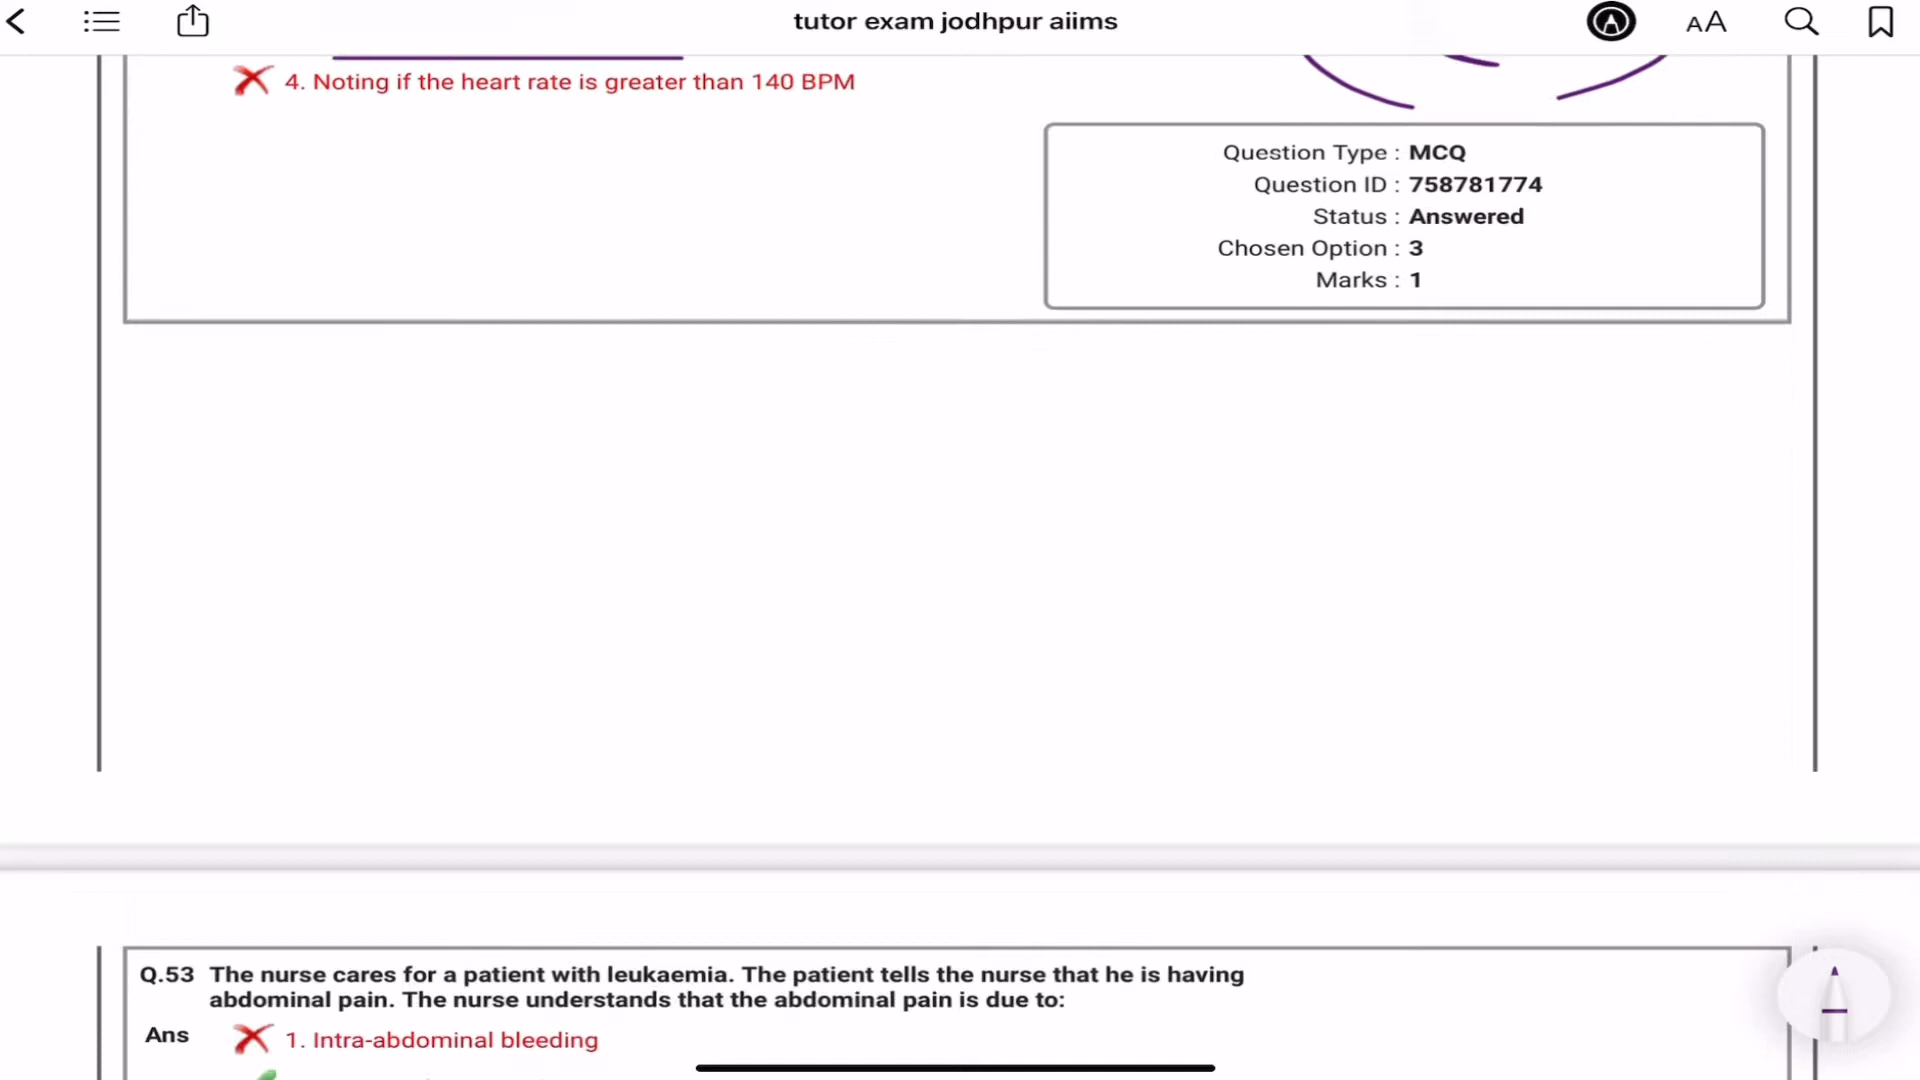 tutor exam jodhpur aiims
AA
4. Noting if the heart rate is greater than 140 BPM
Question Type : MCQ
Question ID : 758781774
Status : Answered
Chosen Option : 3
Marks : 1
Q.53 The nurse cares for a patient with leukaemia. The patient tells the nurse that he is having
abdominal pain. The nurse understands that the abdominal pain is due to:
Ans 1. Intra-abdominal bleeding